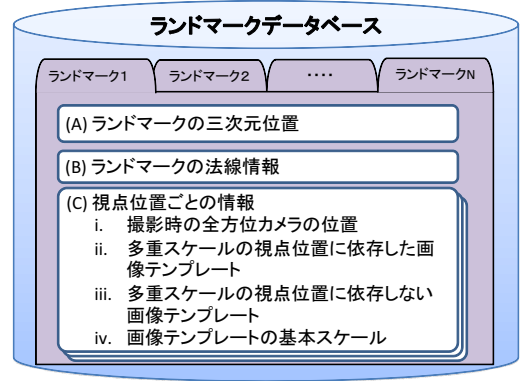 ランドマークデータベース
ランドマーク1
ランドマーク2
････
ランドマークN
(A) ランドマークの三次元位置
(B) ランドマークの法線情報
(C) 視点位置ごとの情報
i. 撮影時の全方位カメラの位置
ii. 多重スケールの視点位置に依存した画
像テンプレート
iii. 多重スケールの視点位置に依存しない
画像テンプレート
iv. 画像テンプレートの基本スケール